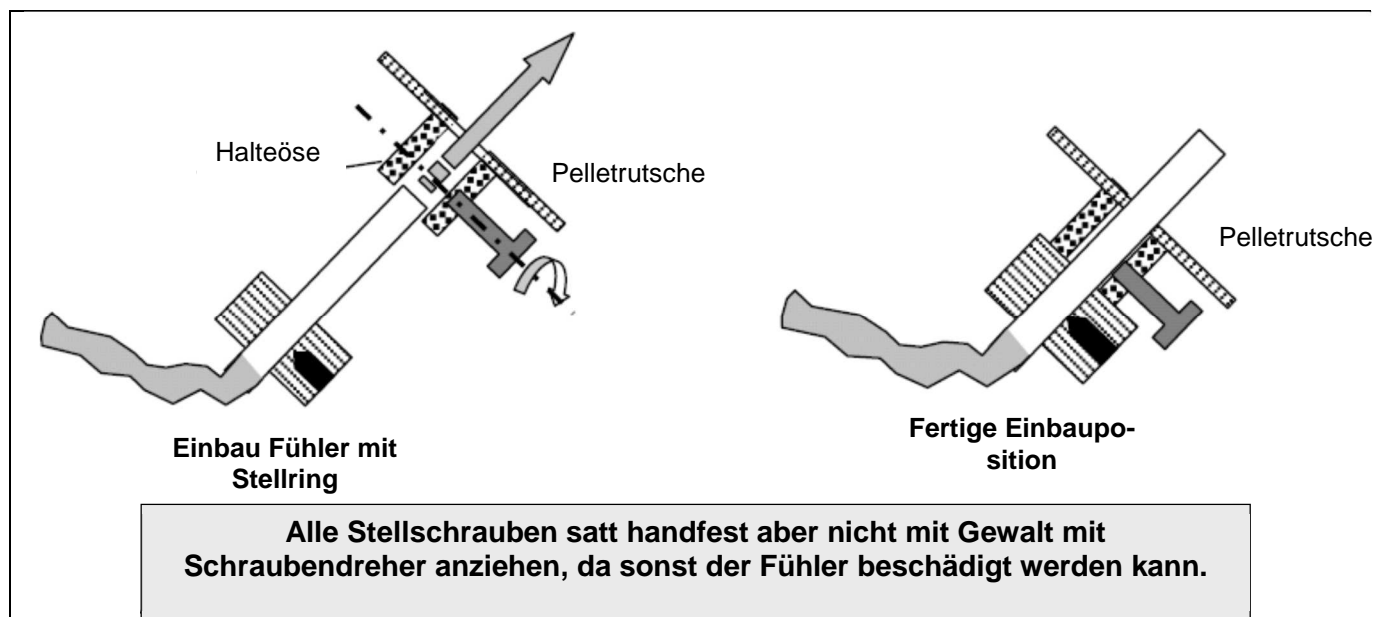 Halteöse
Pelletrutsche
Pelletrutsche
Einbau Fühler mit
Stellring
Fertige Einbaupo-
sition
Alle Stellschrauben satt handfest aber nicht mit Gewalt mit
Schraubendreher anziehen, da sonst der Fühler beschädigt werden kann.